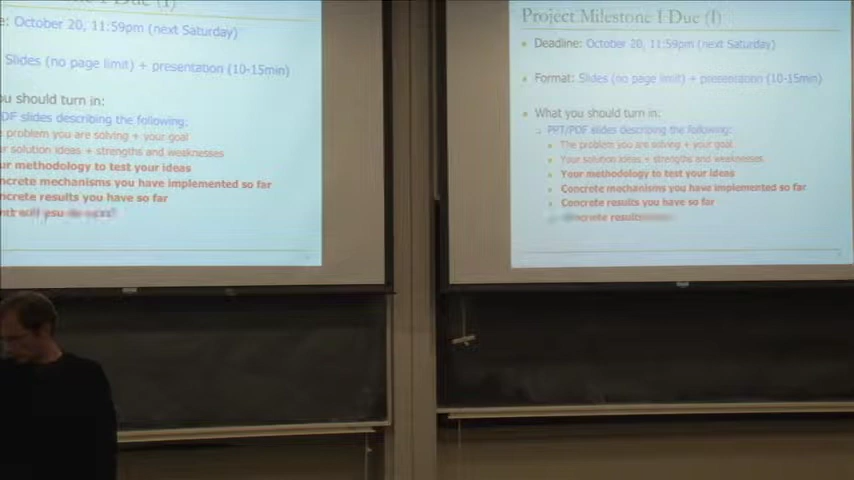 Project Milestone I Due (I)
e: October 20, 11:59pm (next Saturday)
Slides (no page limit) + presentation (10-15min)
ou should turn in:
DF slides describing the following:
problem you are solving + your goal
ur solution ideas + strengths and weaknesses
ur methodology to test your ideas
ncrete mechanisms you have implemented so far
ncrete results you have so far
Deadline: October 20, 11:59pm (next Saturday)
Format: Slides (no page limit) + presentation (10-15min)
What you should turn in:
PPT/PDF slides describing the following:
The problem you are solving + your goal
Your solution ideas + strengths and weaknesses
Your methodology to test your ideas
Concrete mechanisms you have implemented so far
Concrete results you have so far